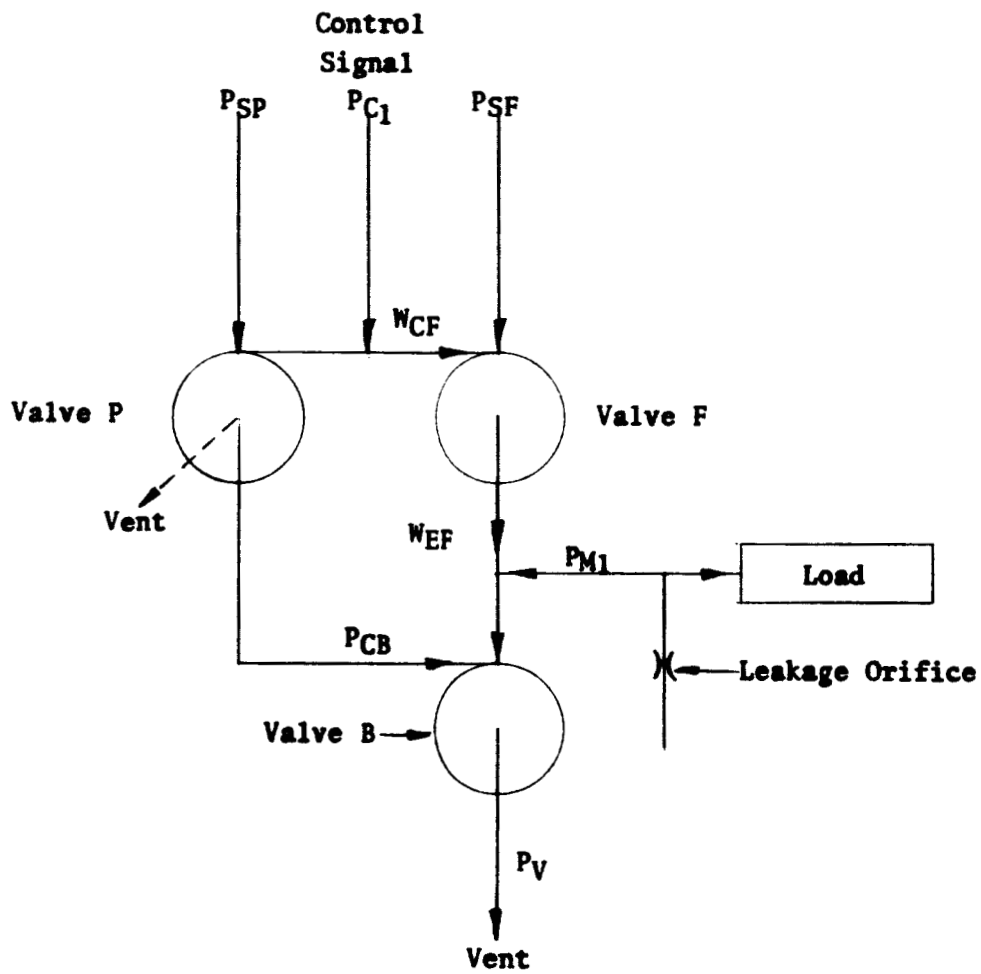 Control
Signal
P_SP P_C1 P_SF
W_CF
Valve P Valve F
Vent
W_EF
P_M1
Load
P_CB
Leakage Orifice
Valve B
P_V
Vent